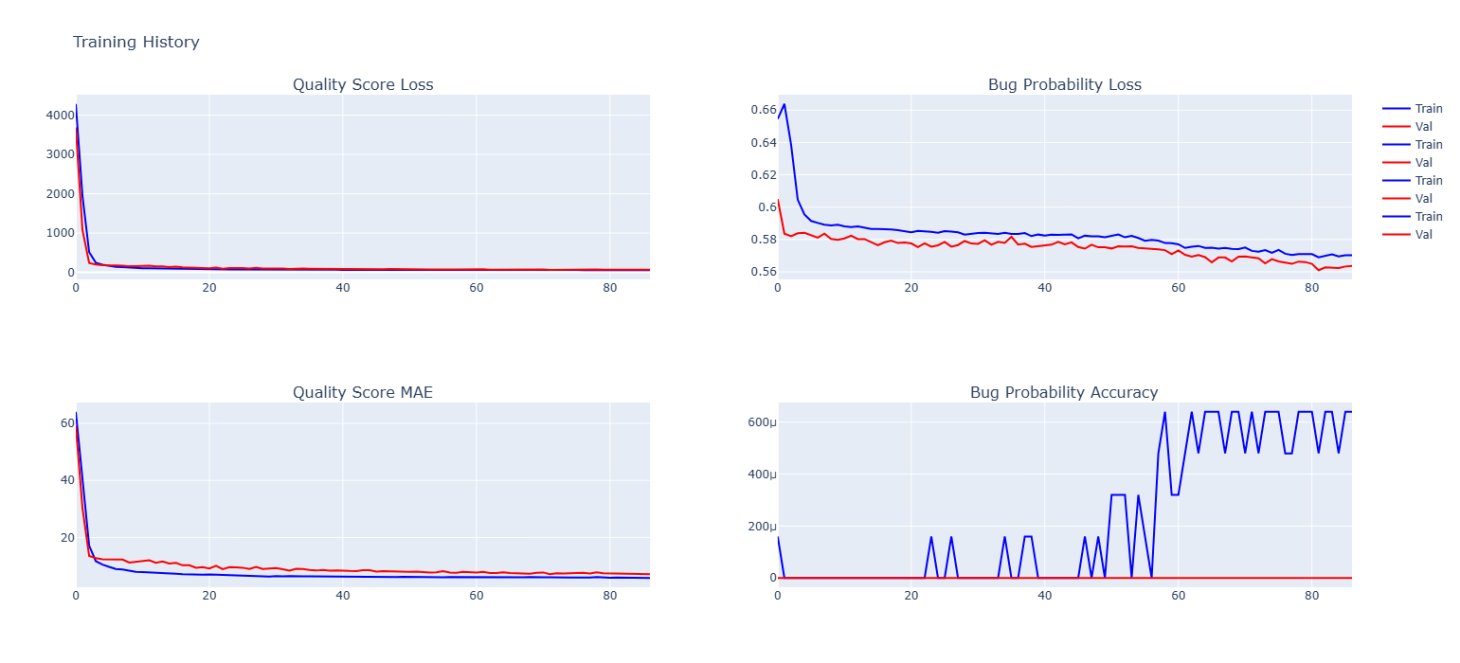 Training History
Quality Score Loss
4000
3000
2000
1000
0
0 20 40 60 80
Bug Probability Loss
0.66
0.64
0.62
0.6
0.58
0.56
0 20 40 60 80
Train
Val
Train
Val
Train
Val
Train
Val
Quality Score MAE
60
40
20
0 20 40 60 80
Bug Probability Accuracy
600μ
400μ
200μ
0
0 20 40 60 80